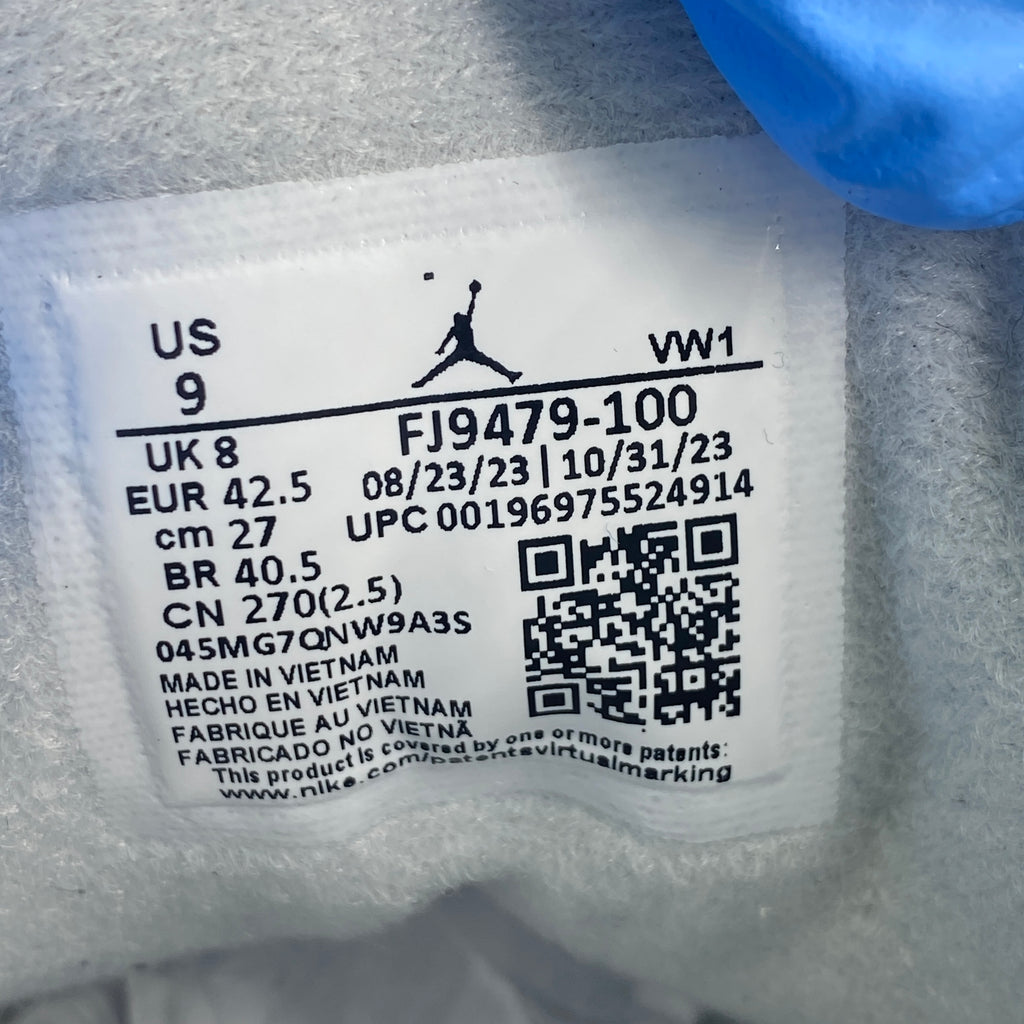 US
9
VW1
UK 8
FJ9479-100
EUR 42.5
08/23/23 | 10/31/23
cm 27
UPC 00196975524914
BR 40.5
CN 270(2.5)
045MG7QNW9A3S
MADE IN VIETNAM
HECHO EN VIETNAM
FABRIQUE AU VIETNAM
FABRICADO NO VIETNÃ
This product is covered by one or more patents:
www.nike.com/patentsvirtualmarking